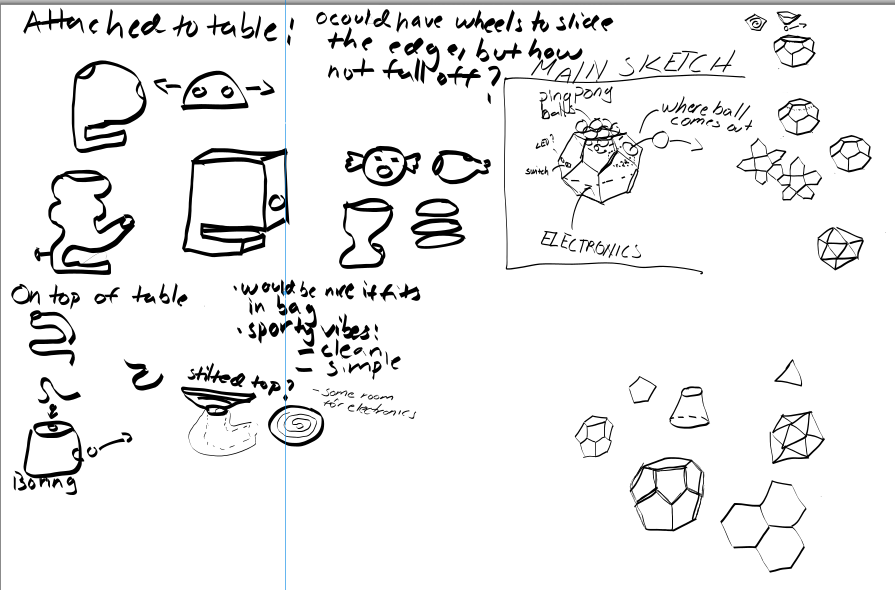 Attached to table:
○could have wheels to slide
the edge, but how
not fall off?
MAIN SKETCH
pingpong
balls
where ball
comes out
LED?
switch
ELECTRONICS
On top of table
• would be nice if fits
in bag
• sporty vibes:
– clean
– simple
stilted top?
– some room
for electronics
Boring